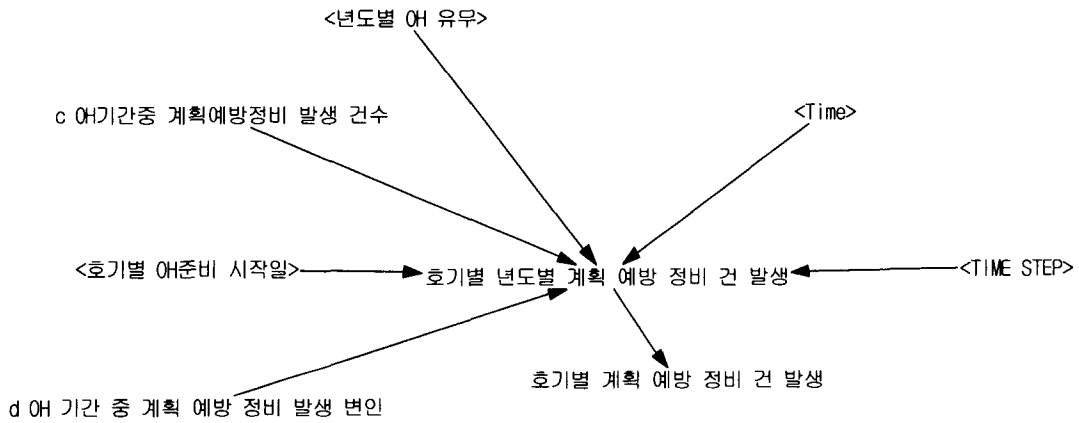 <년도별 OH 유무>
c OH기간중 계획예방정비 발생 건수
<Time>
<호기별 OH준비 시작일>
호기별 년도별 계획 예방 정비 건 발생
<TIME STEP>
호기별 계획 예방 정비 건 발생
d OH 기간 중 계획 예방 정비 발생 변인